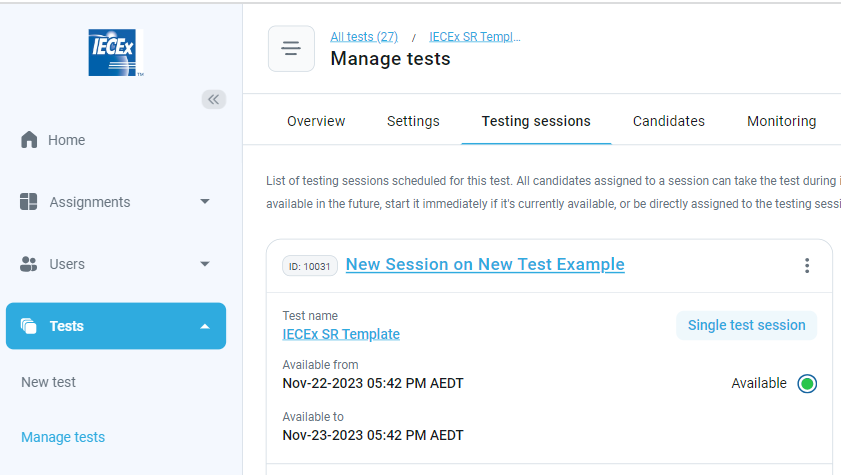 IECEx
TM
Home
Assignments
Users
Tests
New test
Manage tests
All tests (27) / IECEx SR Templ...
Manage tests
Overview Settings Testing sessions Candidates Monitoring
List of testing sessions scheduled for this test. All candidates assigned to a session can take the test during
available in the future, start it immediately if it's currently available, or be directly assigned to the testing
ID: 10031 New Session on New Test Example
Test name
IECEx SR Template
Single test session
Available from
Nov-22-2023 05:42 PM AEDT
Available
Available to
Nov-23-2023 05:42 PM AEDT